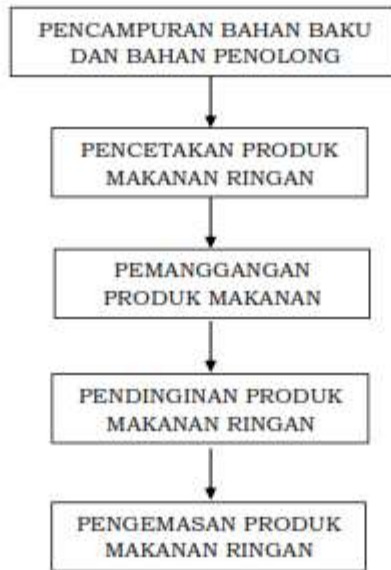 PENCAMPURAN BAHAN BAKU
DAN BAHAN PENOLONG
PENCETAKAN PRODUK
MAKANAN RINGAN
PEMANGGANGAN
PRODUK MAKANAN
PENDINGINAN PRODUK
MAKANAN RINGAN
PENGEMASAN PRODUK
MAKANAN RINGAN